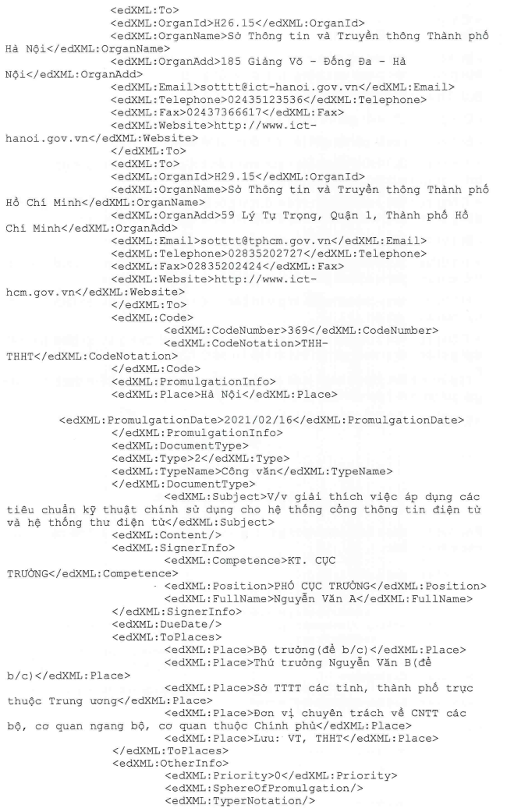 <edXML:To>
<edXML:OrganId>H26.15</edXML:OrganId>
<edXML:OrganName>Sở Thông tin và Truyền thông Thành phố
Hà Nội</edXML:OrganName>
<edXML:OrganAdd>185 Giảng Võ - Đống Đa - Hà
Nội</edXML:OrganAdd>
<edXML:Email>sotttt@ict-hanoi.gov.vn</edXML:Email>
<edXML:Telephone>02435123536</edXML:Telephone>
<edXML:Fax>02437366617</edXML:Fax>
<edXML:Website>http://www.ict-
hanoi.gov.vn</edXML:Website>
</edXML:To>
<edXML:To>
<edXML:OrganId>H29.15</edXML:OrganId>
<edXML:OrganName>Sở Thông tin và Truyền thông Thành phố
Hồ Chí Minh</edXML:OrganName>
<edXML:OrganAdd>59 Lý Tự Trọng, Quận 1, Thành phố Hồ
Chí Minh</edXML:OrganAdd>
<edXML:Email>sotttt@tphcm.gov.vn</edXML:Email>
<edXML:Telephone>02835202727</edXML:Telephone>
<edXML:Fax>02835202424</edXML:Fax>
<edXML:Website>http://www.ict-
hcm.gov.vn</edXML:Website>
</edXML:To>
<edXML:Code>
<edXML:CodeNumber>369</edXML:CodeNumber>
<edXML:CodeNotation>THH-
THHT</edXML:CodeNotation>
</edXML:Code>
<edXML:PromulgationInfo>
<edXML:Place>Hà Nội</edXML:Place>
<edXML:PromulgationDate>2021/02/16</edXML:PromulgationDate>
</edXML:PromulgationInfo>
<edXML:DocumentType>
<edXML:Type>2</edXML:Type>
<edXML:TypeName>Công văn</edXML:TypeName>
</edXML:DocumentType>
<edXML:Subject>V/v giải thích việc áp dụng các
tiêu chuẩn kỹ thuật chính sử dụng cho hệ thống cổng thông tin điện tử
và hệ thống thư điện tử</edXML:Subject>
<edXML:Content/>
<edXML:SignerInfo>
<edXML:Competence>KT. CỤC
TRƯỞNG</edXML:Competence>
<edXML:Position>PHÓ CỤC TRƯỞNG</edXML:Position>
<edXML:FullName>Nguyễn Văn A</edXML:FullName>
</edXML:SignerInfo>
<edXML:DueDate/>
<edXML:ToPlaces>
<edXML:Place>Bộ trưởng(để b/c)</edXML:Place>
<edXML:Place>Thứ trưởng Nguyễn Văn B(để
b/c)</edXML:Place>
<edXML:Place>Sở TTTT các tỉnh, thành phố trực
thuộc Trung ương</edXML:Place>
<edXML:Place>Đơn vị chuyên trách về CNTT các
bộ, cơ quan ngang bộ, cơ quan thuộc Chính phủ</edXML:Place>
<edXML:Place>Lưu: VT, THHT</edXML:Place>
</edXML:ToPlaces>
<edXML:OtherInfo>
<edXML:Priority>0</edXML:Priority>
<edXML:SphereOfPromulgation/>
<edXML:TyperNotation/>